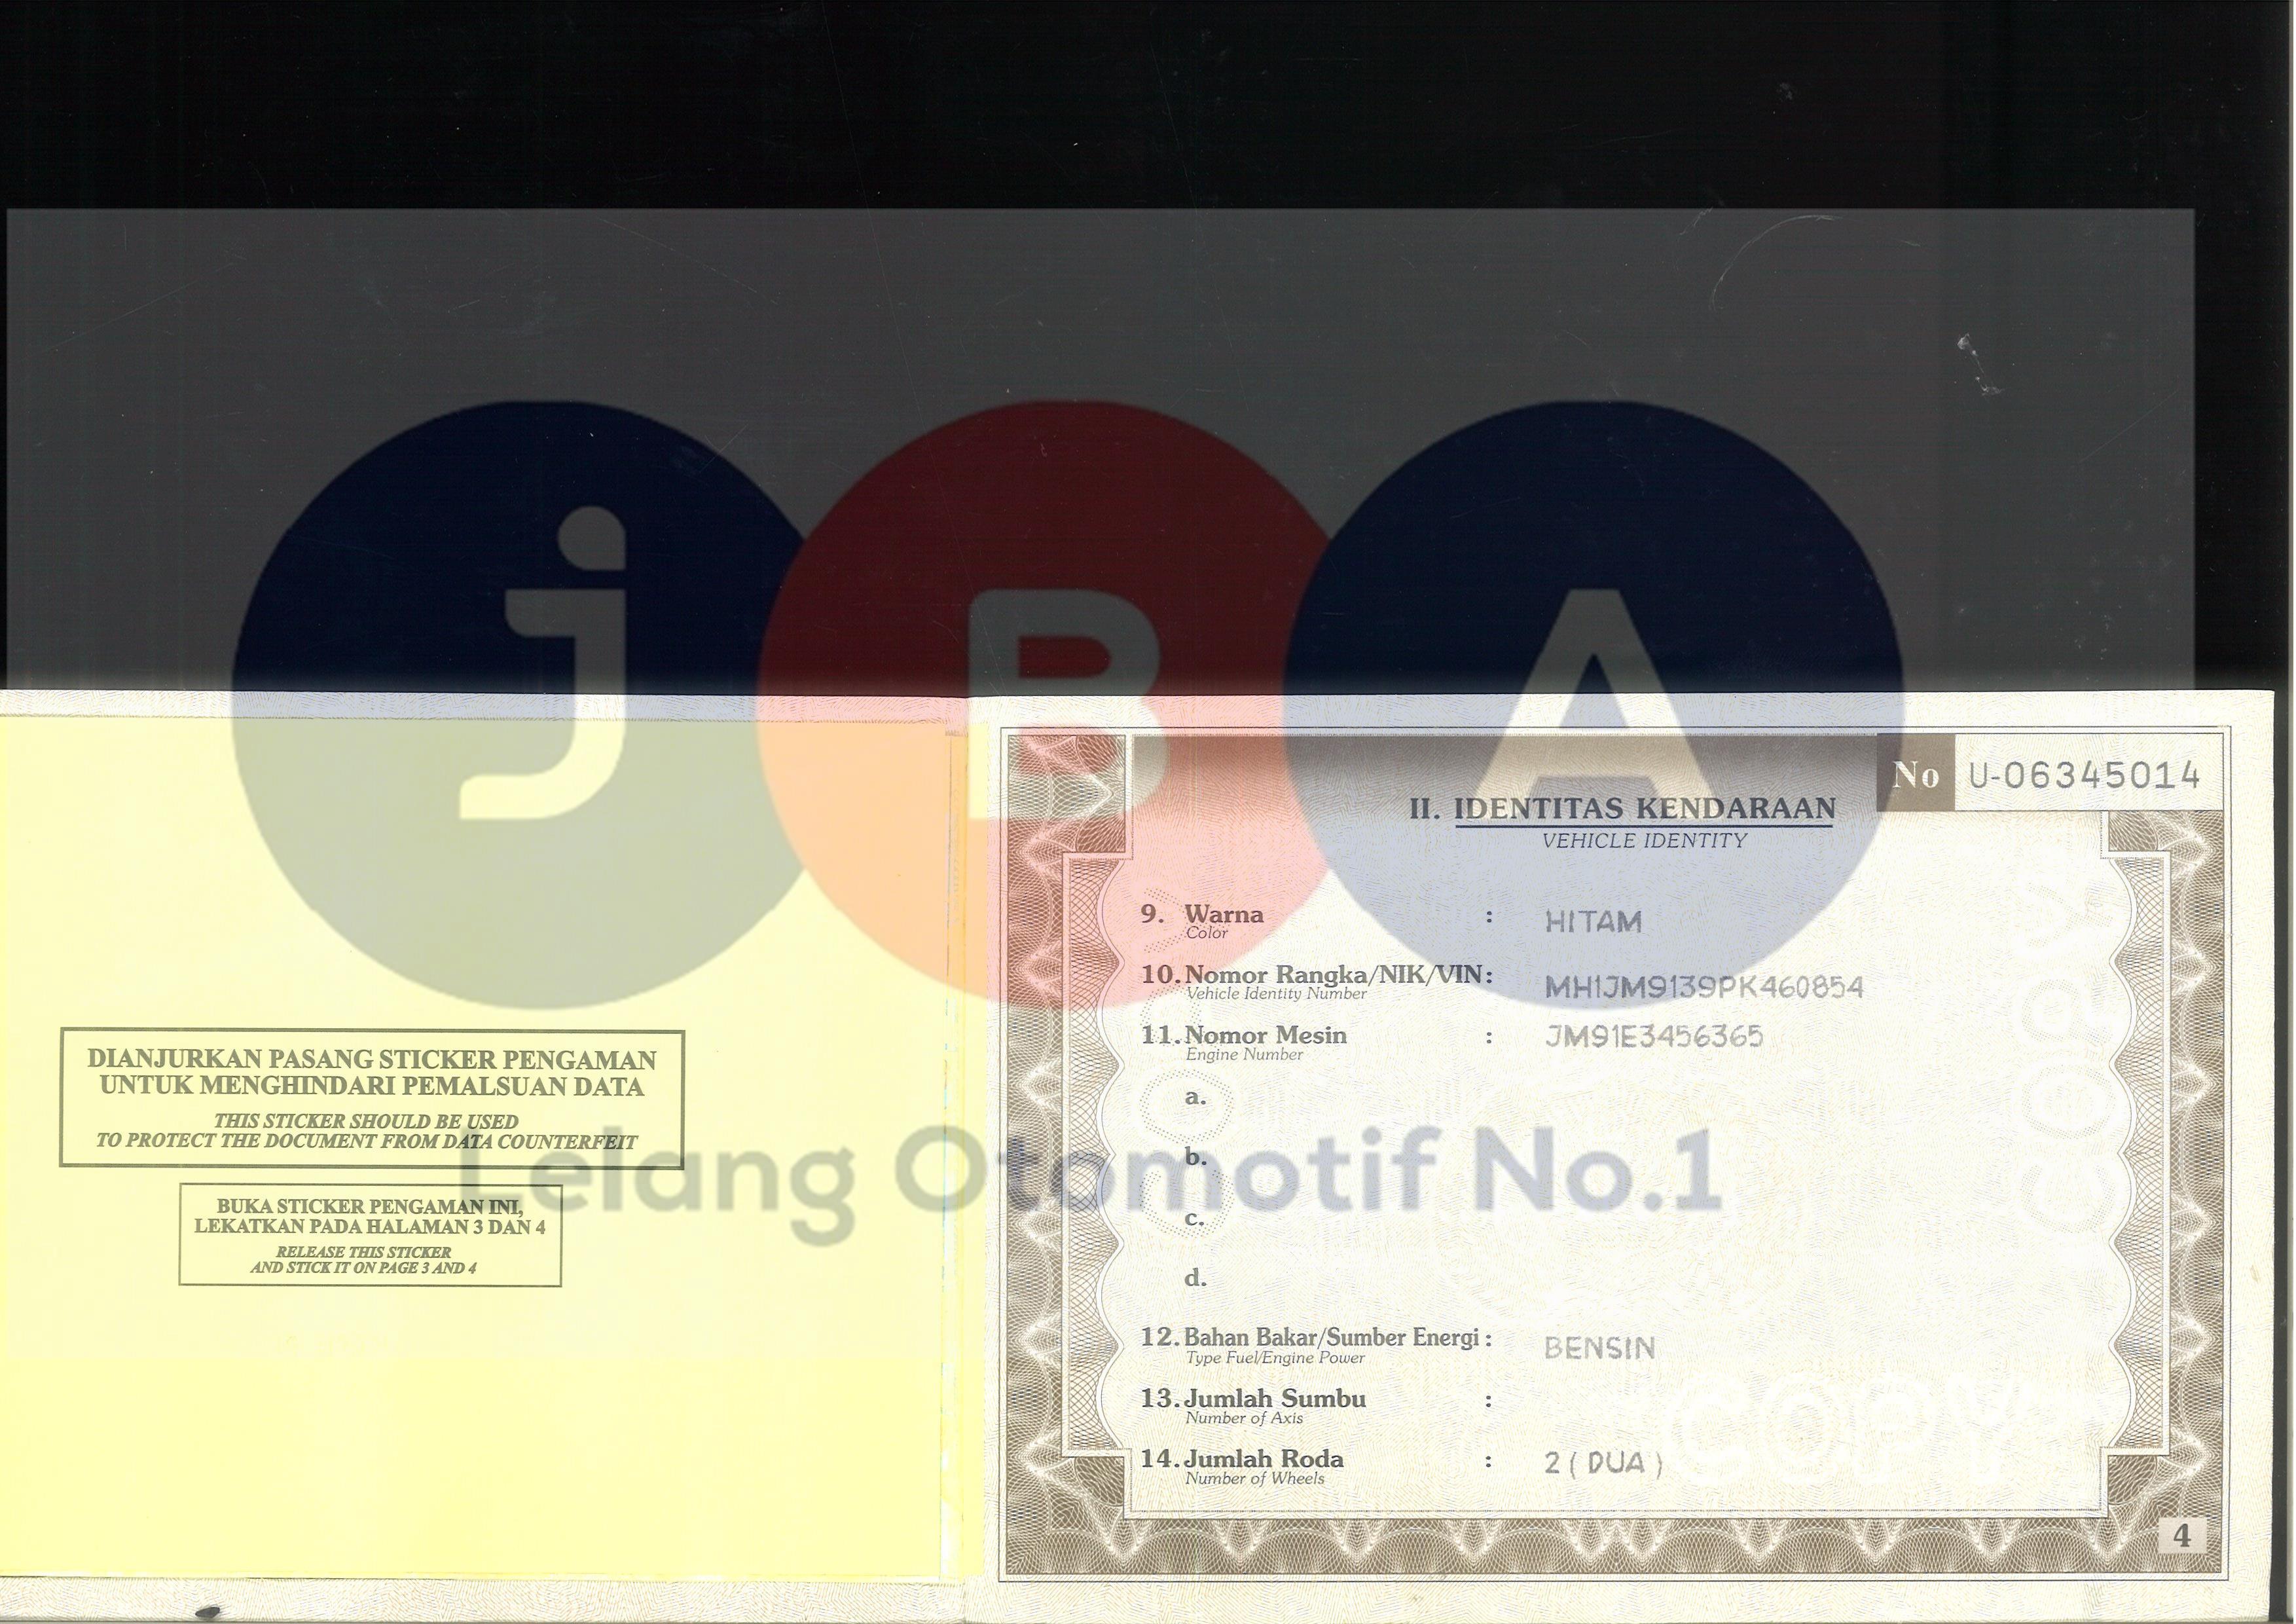 jBA
Lelang Otomotif No.1
DIANJURKAN PASANG STICKER PENGAMAN
UNTUK MENGHINDARI PEMALSUAN DATA
THIS STICKER SHOULD BE USED
TO PROTECT THE DOCUMENT FROM DATA COUNTERFEIT
BUKA STICKER PENGAMAN INI,
LEKATKAN PADA HALAMAN 3 DAN 4
RELEASE THIS STICKER
AND STICK IT ON PAGE 3 AND 4
No U-06345014
II. IDENTITAS KENDARAAN
VEHICLE IDENTITY
9. Warna : HITAM
Color
10. Nomor Rangka/NIK/VIN: MH1JM9139PK460854
Vehicle Identity Number
11. Nomor Mesin : JM91E3456365
Engine Number
a.
b.
c.
d.
12. Bahan Bakar/Sumber Energi : BENSIN
Type Fuel/Engine Power
13. Jumlah Sumbu :
Number of Axis
14. Jumlah Roda : 2 ( DUA )
Number of Wheels
COPY
COPY
4